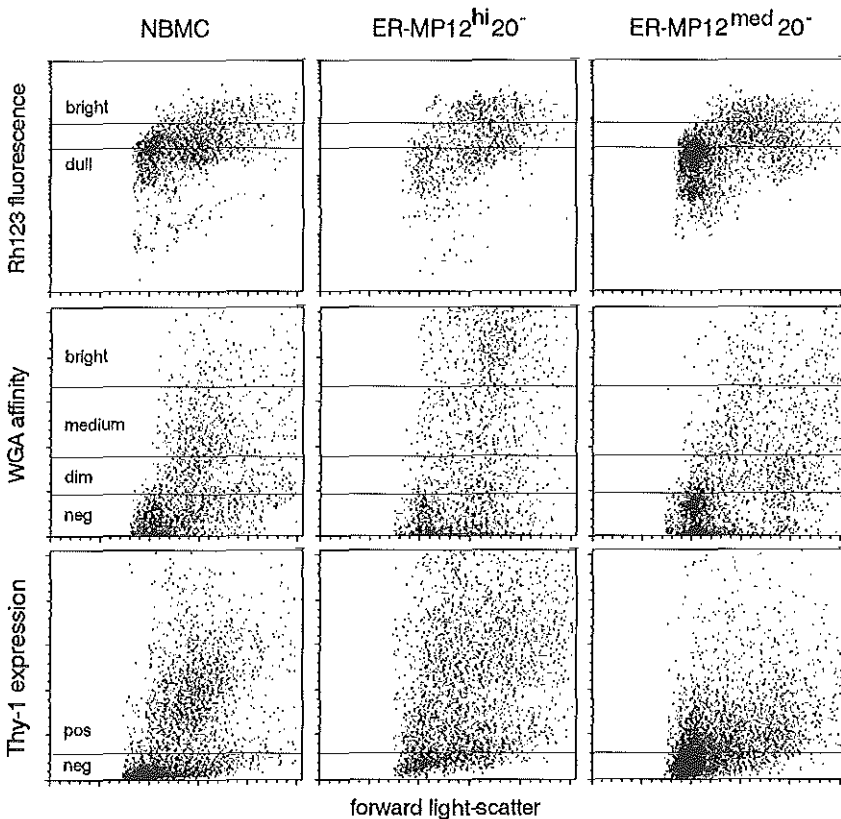 NBMC
ER-MP12hi20-
ER-MP12med20-
Rh123 fluorescence
bright
dull
WGA affinity
bright
medium
dim
neg
Thy-1 expression
pos
neg
forward light-scatter